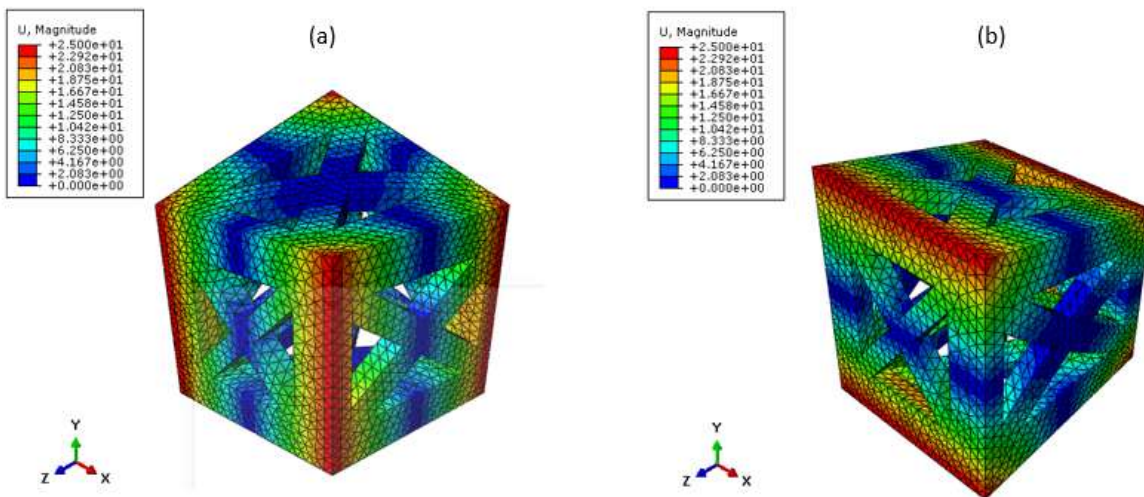 U, Magnitude
+2.500e+01
+2.292e+01
+2.083e+01
+1.875e+01
+1.667e+01
+1.458e+01
+1.250e+01
+1.042e+01
+8.333e+00
+6.250e+00
+4.167e+00
+2.083e+00
+0.000e+00
(a)
Y
Z X
U, Magnitude
+2.500e+01
+2.292e+01
+2.083e+01
+1.875e+01
+1.667e+01
+1.458e+01
+1.250e+01
+1.042e+01
+8.333e+00
+6.250e+00
+4.167e+00
+2.083e+00
+0.000e+00
(b)
Y
Z X